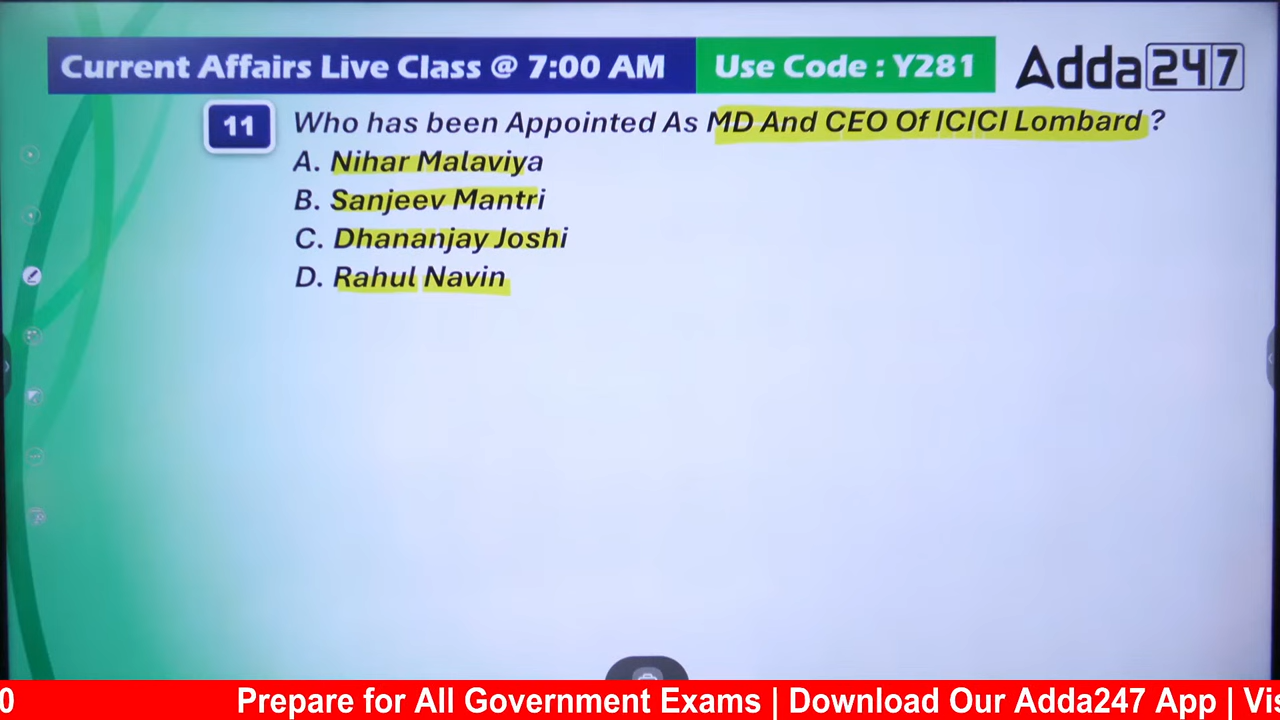 Current Affairs Live Class @ 7:00 AM
Use Code : Y281
Adda247
11
Who has been Appointed As MD And CEO Of ICICI Lombard ?
A. Nihar Malaviya
B. Sanjeev Mantri
C. Dhananjay Joshi
D. Rahul Navin
0 Prepare for All Government Exams | Download Our Adda247 App | Vis